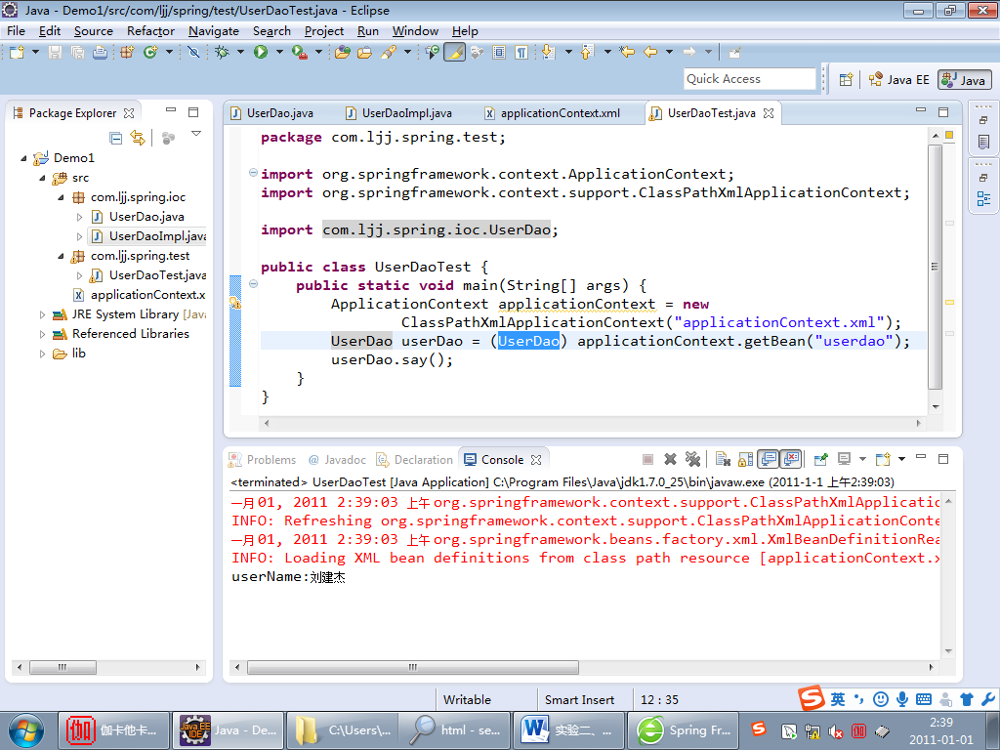 Java - Demo1/src/com/ljj/spring/test/UserDaoTest.java - Eclipse
File Edit Source Refactor Navigate Search Project Run Window Help
Quick Access
Java EE
Java
Package Explorer
Demo1
src
com.ljj.spring.ioc
UserDao.java
UserDaoImpl.java
com.ljj.spring.test
UserDaoTest.java
applicationContext.x
JRE System Library [Java
Referenced Libraries
lib
UserDao.java
UserDaoImpl.java
applicationContext.xml
UserDaoTest.java
package com.ljj.spring.test;
import org.springframework.context.ApplicationContext;
import org.springframework.context.support.ClassPathXmlApplicationContext;
import com.ljj.spring.ioc.UserDao;
public class UserDaoTest {
public static void main(String[] args) {
ApplicationContext applicationContext = new
ClassPathXmlApplicationContext("applicationContext.xml");
UserDao userDao = (UserDao) applicationContext.getBean("userdao");
userDao.say();
}
}
Problems @ Javadoc Declaration Console
<terminated> UserDaoTest [Java Application] C:\Program Files\Java\jdk1.7.0_25\bin\javaw.exe (2011-1-1 上午2:39:03)
一月 01, 2011 2:39:03 上午 org.springframework.context.support.ClassPathXmlApplicatio
INFO: Refreshing org.springframework.context.support.ClassPathXmlApplicationConte
一月 01, 2011 2:39:03 上午 org.springframework.beans.factory.xml.XmlBeanDefinitionRea
INFO: Loading XML bean definitions from class path resource [applicationContext.x
userName:刘建杰
Writable
Smart Insert
12 : 35
英
伽卡他卡...
Java - De...
C:\Users\...
html - se...
实验二、...
Spring Fr...
2:39
2011-01-01